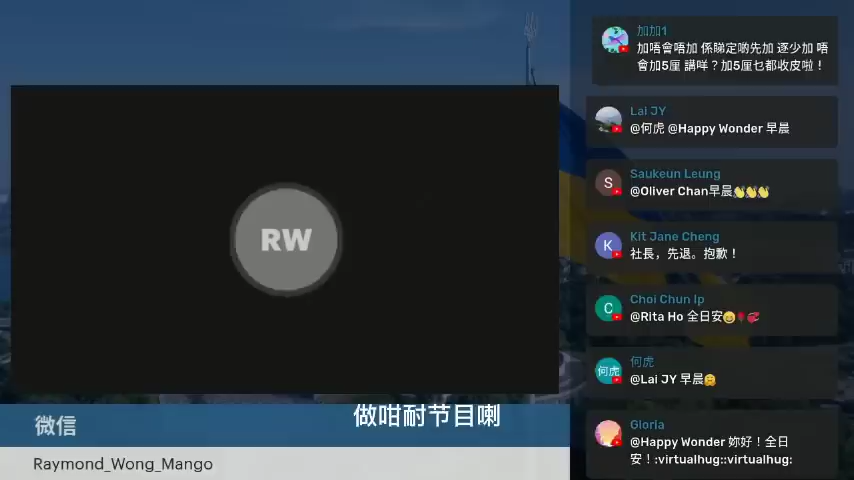 RW
做咁耐节目喇
微信
Raymond_Wong_Mango
加加1
加唔會唔加 係睇定啲先加 逐少加 唔
會加5厘 講咩？加5厘乜都收皮啦！
Lai JY
@何虎 @Happy Wonder 早晨
S
Saukeun Leung
@Oliver Chan早晨👋👋👋
K
Kit Jane Cheng
社長，先退。抱歉！
C
Choi Chun Ip
@Rita Ho 全日安😄🌹💞
何虎
何虎
@Lai JY 早晨🤗
Gloria
@Happy Wonder 妳好！全日
安！:virtualhug::virtualhug: